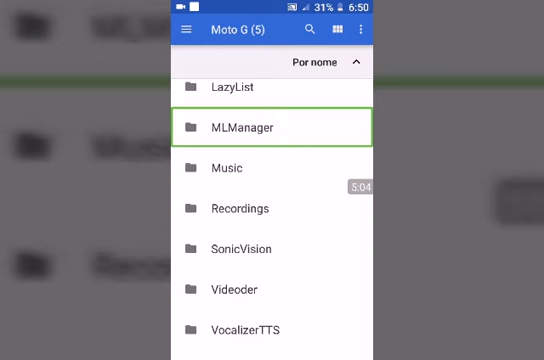 31% 6:50
Moto G (5)
Por nome
LazyList
MLManager
Music
5:04
Recordings
SonicVision
Videoder
VocalizerTTS